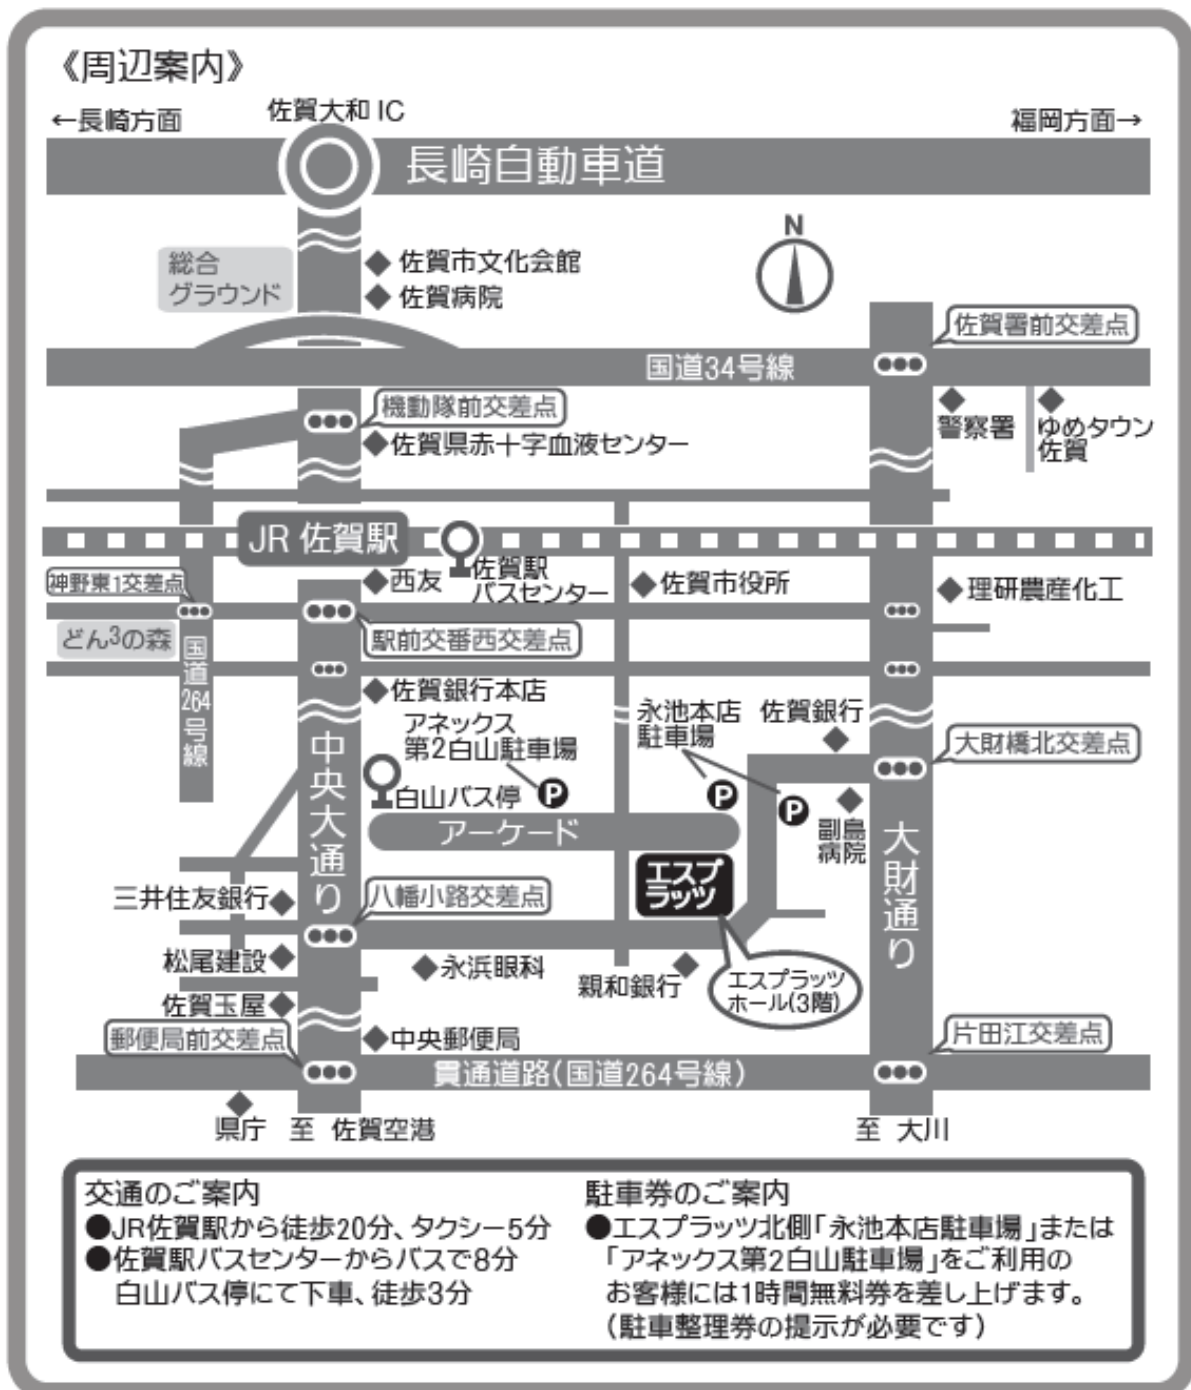 《周辺案内》
←長崎方面
佐賀大和IC
福岡方面→
長崎自動車道
N
総合
グラウンド
佐賀市文化会館
佐賀病院
佐賀署前交差点
国道34号線
機動隊前交差点
警察署
ゆめタウン
佐賀
佐賀県赤十字血液センター
JR 佐賀駅
西友
佐賀駅
バスセンター
佐賀市役所
理研農産化工
神野東1交差点
どん3の森
駅前交番西交差点
国道264号線
佐賀銀行本店
アネックス
第2白山駐車場
永池本店
駐車場
佐賀銀行
大財橋北交差点
中央大通り
白山バス停
P
P
P
副島
病院
アーケード
大財通り
エスプ
ラッツ
三井住友銀行
八幡小路交差点
松尾建設
永浜眼科
親和銀行
エスプラッツ
ホール(3階)
佐賀玉屋
郵便局前交差点
中央郵便局
片田江交差点
貫通道路(国道264号線)
県庁
至 佐賀空港
至 大川
交通のご案内
●JR佐賀駅から徒歩20分、タクシー5分
●佐賀駅バスセンターからバスで8分
白山バス停にて下車、徒歩3分
駐車券のご案内
●エスプラッツ北側「永池本店駐車場」または
「アネックス第2白山駐車場」をご利用の
お客様には1時間無料券を差し上げます。
(駐車整理券の提示が必要です)